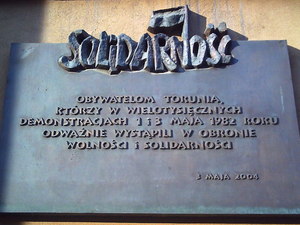 SOLIDARNOŚĆ
OBYWATELOM TORUNIA,
KTÓRZY W WIELOTYSIĘCZNYCH
DEMONSTRACJACH 1 I 3 MAJA 1982 ROKU
ODWAŻNIE WYSTĄPILI W OBRONIE
WOLNOŚCI I SOLIDARNOŚCI
3 MAJA 2004